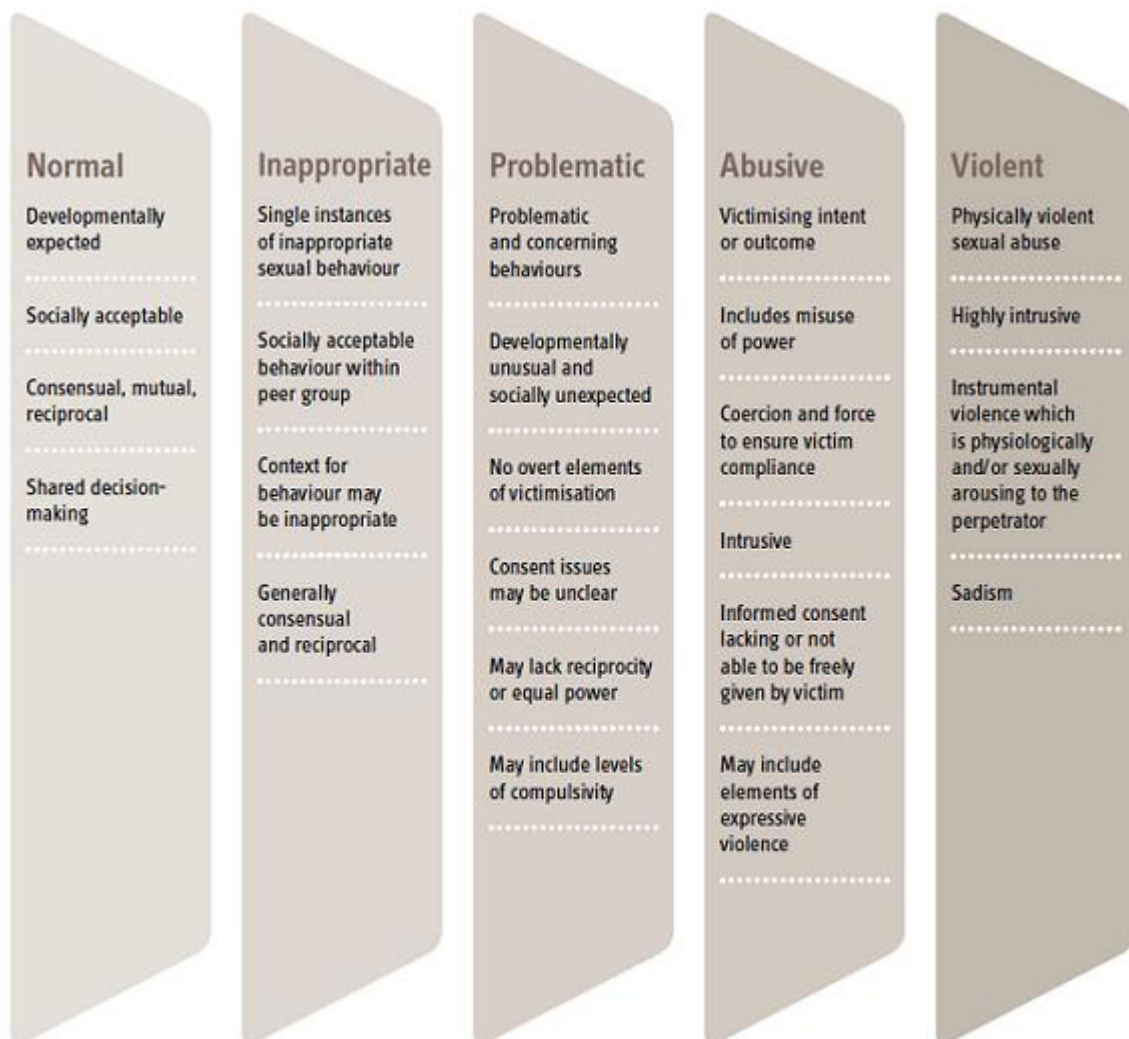 Normal
Developmentally
expected
Socially acceptable
Consensual, mutual,
reciprocal
Shared decision-
making
Inappropriate
Single instances
of inappropriate
sexual behaviour
Socially acceptable
behaviour within
peer group
Context for
behaviour may
be inappropriate
Generally
consensual
and reciprocal
Problematic
Problematic
and concerning
behaviours
Developmentally
unusual and
socially unexpected
No overt elements
of victimisation
Consent issues
may be unclear
May lack reciprocity
or equal power
May include levels
of compulsivity
Abusive
Victimising intent
or outcome
Includes misuse
of power
Coercion and force
to ensure victim
compliance
Intrusive
Informed consent
lacking or not
able to be freely
given by victim
May include
elements of
expressive
violence
Violent
Physically violent
sexual abuse
Highly intrusive
Instrumental
violence which
is physiologically
and/or sexually
arousing to the
perpetrator
Sadism